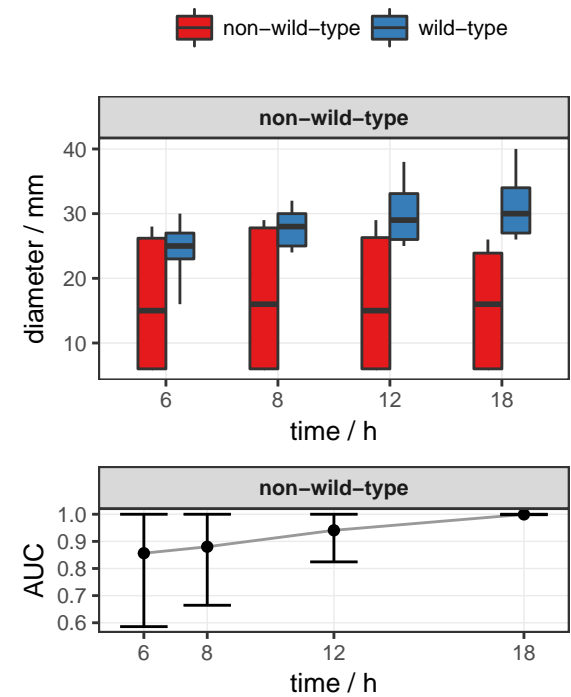 non−wild−type wild−type
non−wild−type
40
30
20
10
diameter / mm
6 8 12 18
time / h
non−wild−type
1.0
0.9
0.8
0.7
0.6
AUC
6 8 12 18
time / h